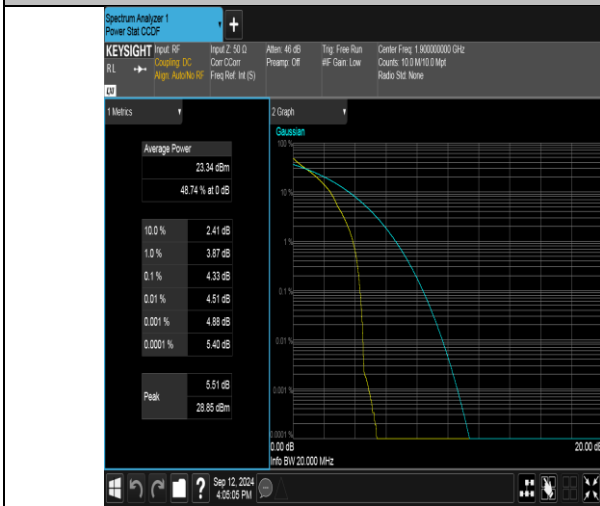 Spectrum Analyzer 1
Power Stat CCDF
KEYSIGHT
Input: RF
Input Z: 50 Ω
Atten: 46 dB
Trig: Free Run
Center Freq: 1.900000000 GHz
RL
Coupling: DC
Corr CCorr
Preamp: Off
#IF Gain: Low
Counts: 10.0 M/10.0 Mpt
Align: Auto/No RF
Freq Ref: Int (S)
Radio Std: None
LXI
1 Metrics
2 Graph
Gaussian
Average Power
23.34 dBm
48.74 % at 0 dB
10.0 % 2.41 dB
1.0 % 3.87 dB
0.1 % 4.33 dB
0.01 % 4.51 dB
0.001 % 4.88 dB
0.0001 % 5.40 dB
Peak
5.51 dB
28.85 dBm
100 %
10 %
1 %
0.1 %
0.01 %
0.001 %
0.0001 %
0.00 dB
20.00 dB
Info BW 20.000 MHz
?
Sep 12, 2024
4:05:05 PM